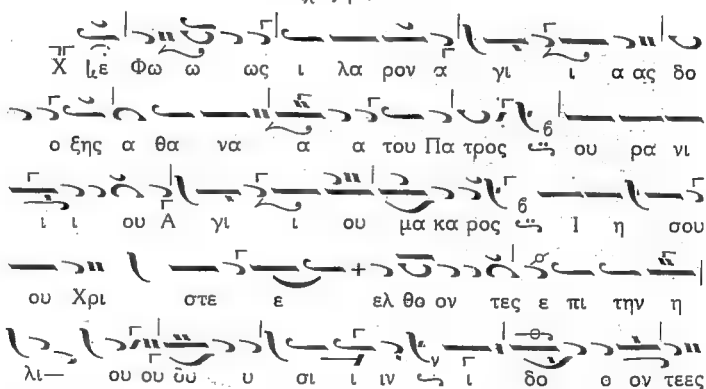 Χ με Φω ω ως ι λα ρον α γι ι α ας δο
ο ξης α θα να α α του Πα τρος ου ρα νι
ι ι ου Α γι ι ου μα κα ρος Ι η σου
ου Χρι στε ε ελ θο ον τες ε πι την η
λι— ου ου δυ υ σι ι ιν ι δο ο ον τεες